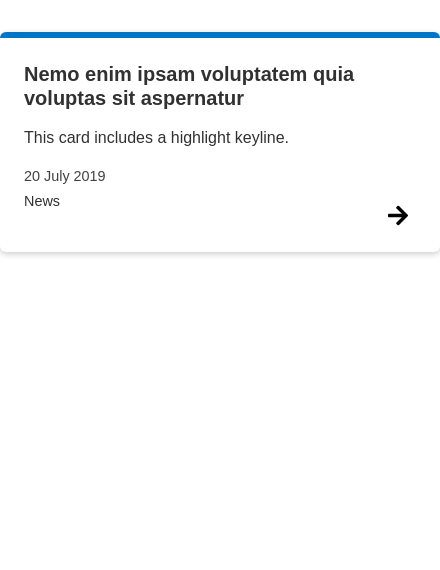 Nemo enim ipsam voluptatem quia
voluptas sit aspernatur
This card includes a highlight keyline.
20 July 2019
News